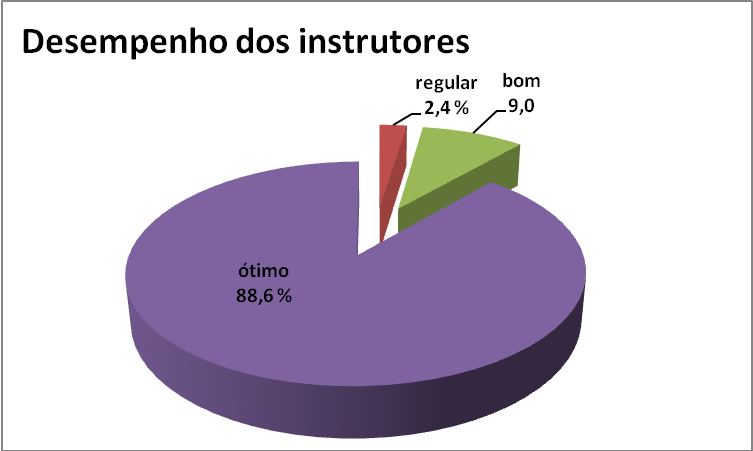 Desempenho dos instrutores
regular
2,4 %
bom
9,0
ótimo
88,6 %